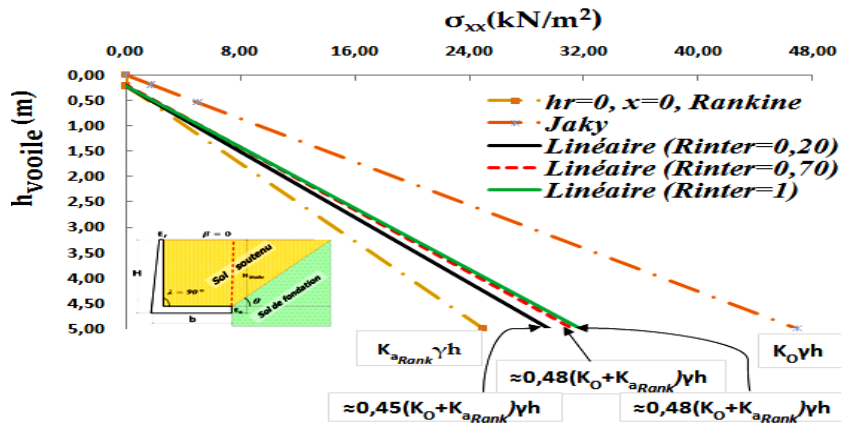 σxx(kN/m²)
0,00 8,00 16,00 24,00 32,00 40,00 48,00
hvooile (m)
0,00
0,50
1,00
1,50
2,00
2,50
3,00
3,50
4,00
4,50
5,00
hr=0, x=0, Rankine
Jaky
Linéaire (Rinter=0,20)
Linéaire (Rinter=0,70)
Linéaire (Rinter=1)
β = 0
H
Sol soutenu
λ = 90°
θ
Sol de fondation
b
KaRankγh
KOγh
≈0,48(KO+KaRank)γh
≈0,45(KO+KaRank)γh
≈0,48(KO+KaRank)γh